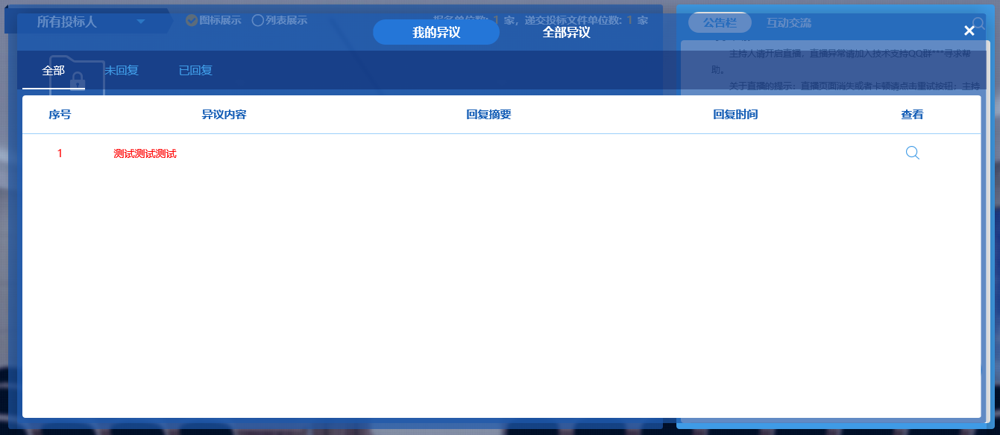 所有投标人
图标展示 列表展示
报名单位数: 1 家，递交投标文件单位数: 1 家
公告栏 互动交流
我的异议 全部异议
主持人请开启直播，直播异常请加入技术支持QQ群***寻求帮
助。
关于直播的提示：直播页面消失或者卡顿请点击重试按钮；主持
全部 未回复 已回复
序号 异议内容 回复摘要 回复时间 查看
1 测试测试测试